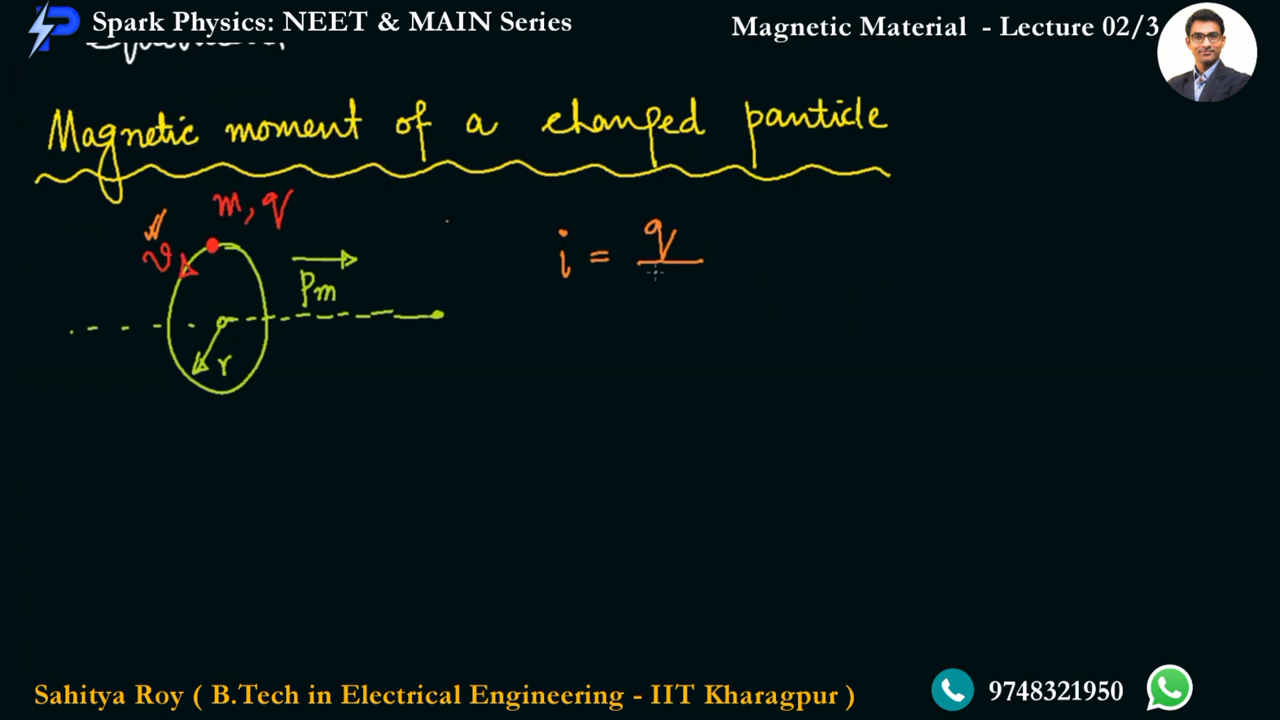 Spark Physics: NEET & MAIN Series
Magnetic Material - Lecture 02/3
Magnetic moment of a charged particle
m, q
v
Pm
r
i = q
Sahitya Roy ( B.Tech in Electrical Engineering - IIT Kharagpur )
9748321950